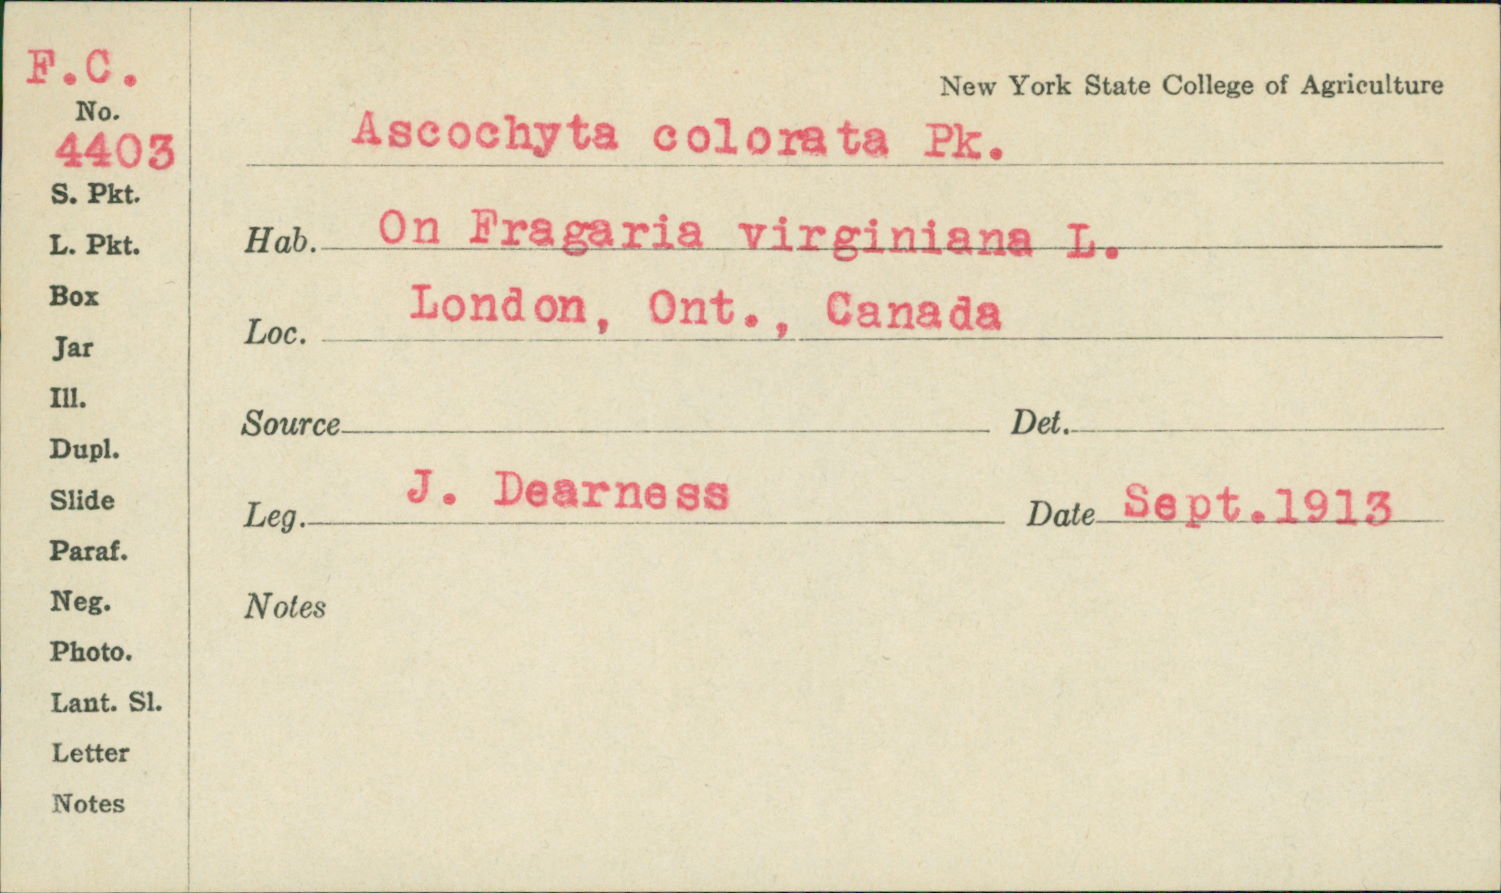 F.C.
No.
4403
S. Pkt.
L. Pkt.
Box
Jar
Ill.
Dupl.
Slide
Paraf.
Neg.
Photo.
Lant. Sl.
Letter
Notes
New York State College of Agriculture
Ascochyta colorata Pk.
Hab. On Fragaria virginiana L.
Loc. London, Ont., Canada
Source Det.
Leg. J. Dearness Date Sept.1913
Notes